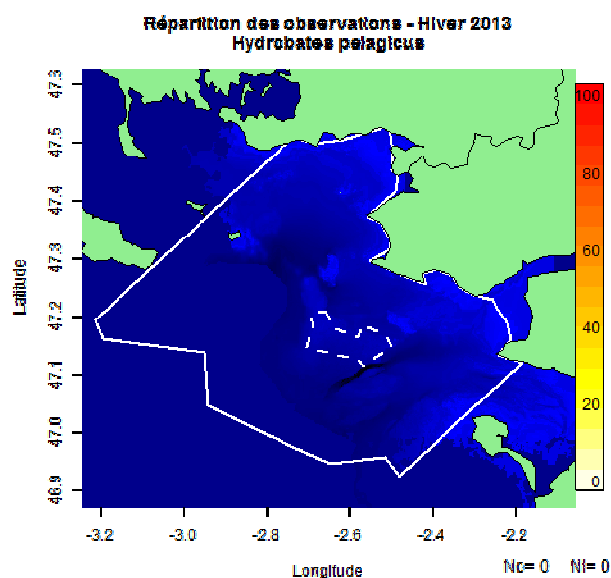 Répartition des observations - Hiver 2013
Hydrobates pelagicus
47.3
47.5
47.4
47.3
47.2
47.1
47.0
46.9
Latitude
100
80
60
40
20
0
-3.2 -3.0 -2.8 -2.6 -2.4 -2.2
Longitude
Nc= 0 Ni= 0